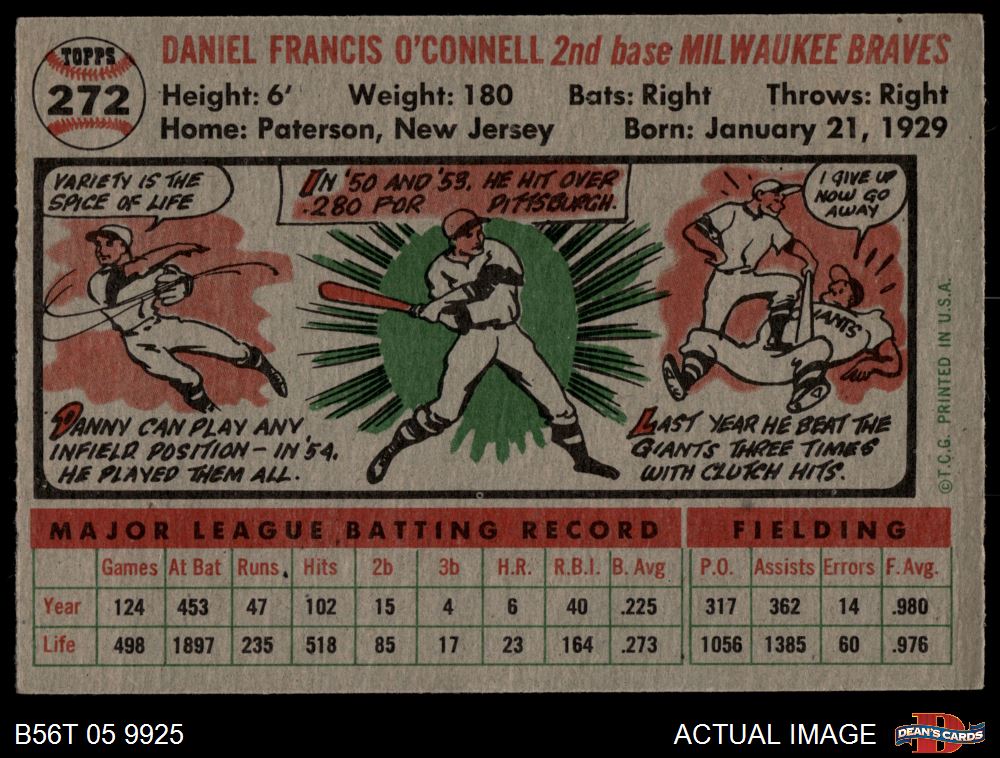 TOPPS
272
DANIEL FRANCIS O'CONNELL 2nd base MILWAUKEE BRAVES
Height: 6' Weight: 180 Bats: Right Throws: Right
Home: Paterson, New Jersey Born: January 21, 1929
VARIETY IS THE
SPICE OF LIFE
DANNY CAN PLAY ANY
INFIELD POSITION — IN '54,
HE PLAYED THEM ALL.
IN '50 AND '53, HE HIT OVER
.280 FOR PITTSBURGH.
I GIVE UP
NOW GO
AWAY
GIANTS
LAST YEAR HE BEAT THE
GIANTS THREE TIMES
WITH CLUTCH HITS.
©T.C.G. PRINTED IN U.S.A.
MAJOR LEAGUE BATTING RECORD FIELDING
Games At Bat Runs Hits 2b 3b H.R. R.B.I. B. Avg P.O. Assists Errors F. Avg.
Year 124 453 47 102 15 4 6 40 .225 317 362 14 .980
Life 498 1897 235 518 85 17 23 164 .273 1056 1385 60 .976
B56T 05 9925
ACTUAL IMAGE
D
DEAN'S CARDS